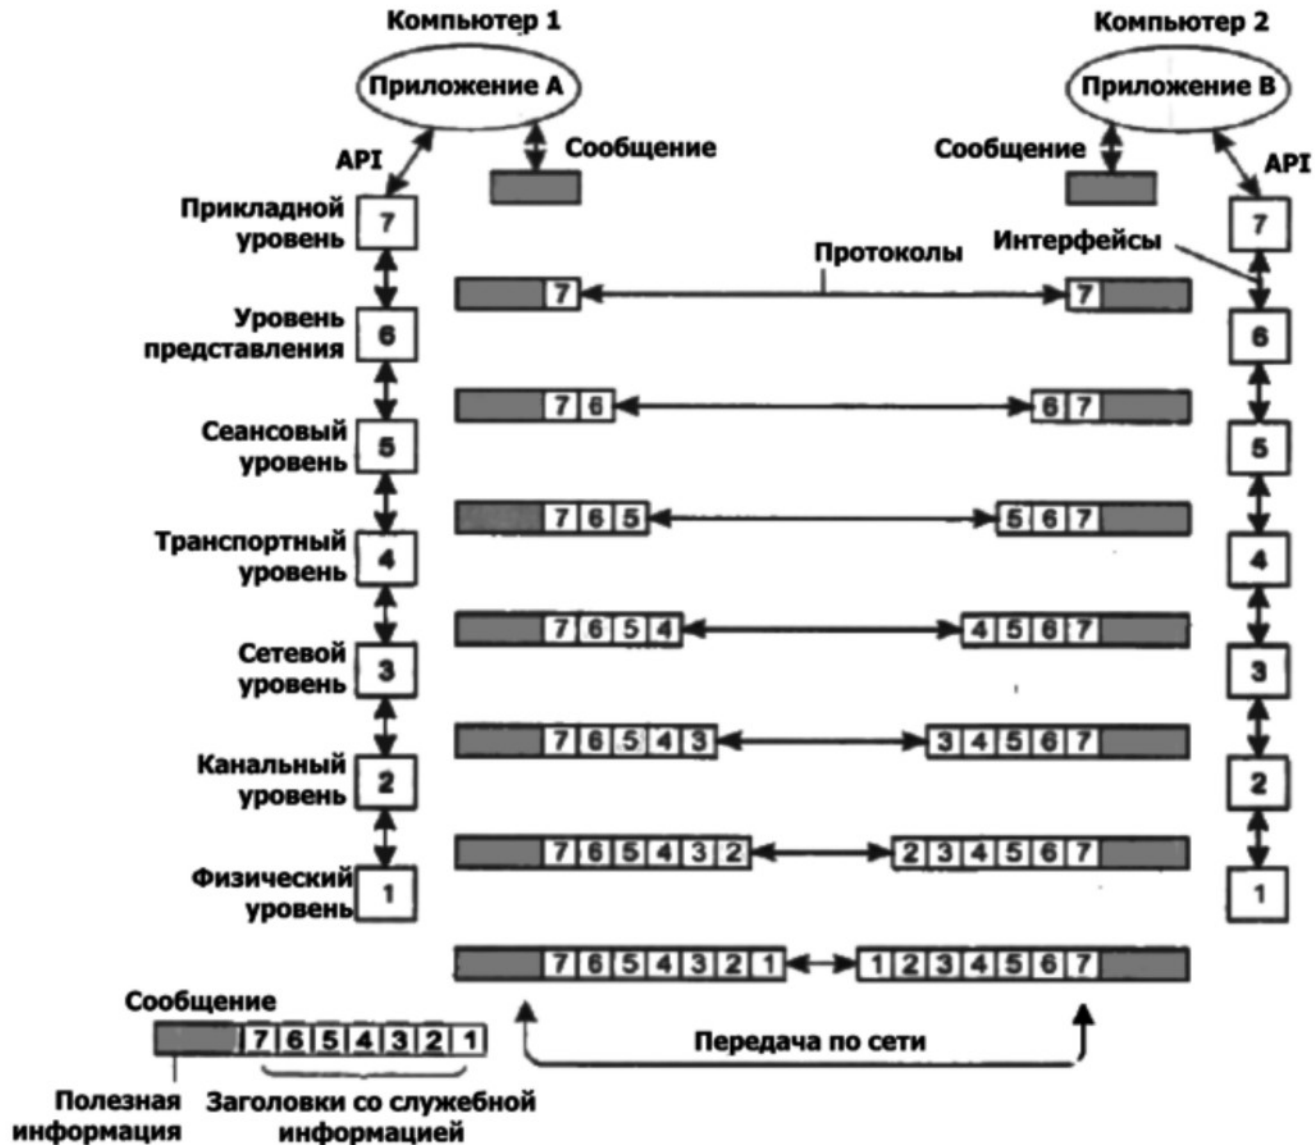 Компьютер 1
Компьютер 2
Приложение A
Приложение B
API
Сообщение
Сообщение
API
Прикладной
уровень
7
7
Протоколы
Интерфейсы
7
7
Уровень
представления
6
6
7 6
6 7
Сеансовый
уровень
5
5
7 6 5
5 6 7
Транспортный
уровень
4
4
7 6 5 4
4 5 6 7
Сетевой
уровень
3
3
7 6 5 4 3
3 4 5 6 7
Канальный
уровень
2
2
7 6 5 4 3 2
2 3 4 5 6 7
Физический
уровень
1
1
7 6 5 4 3 2 1
1 2 3 4 5 6 7
Сообщение
7 6 5 4 3 2 1
Передача по сети
Полезная
информация
Заголовки со служебной
информацией